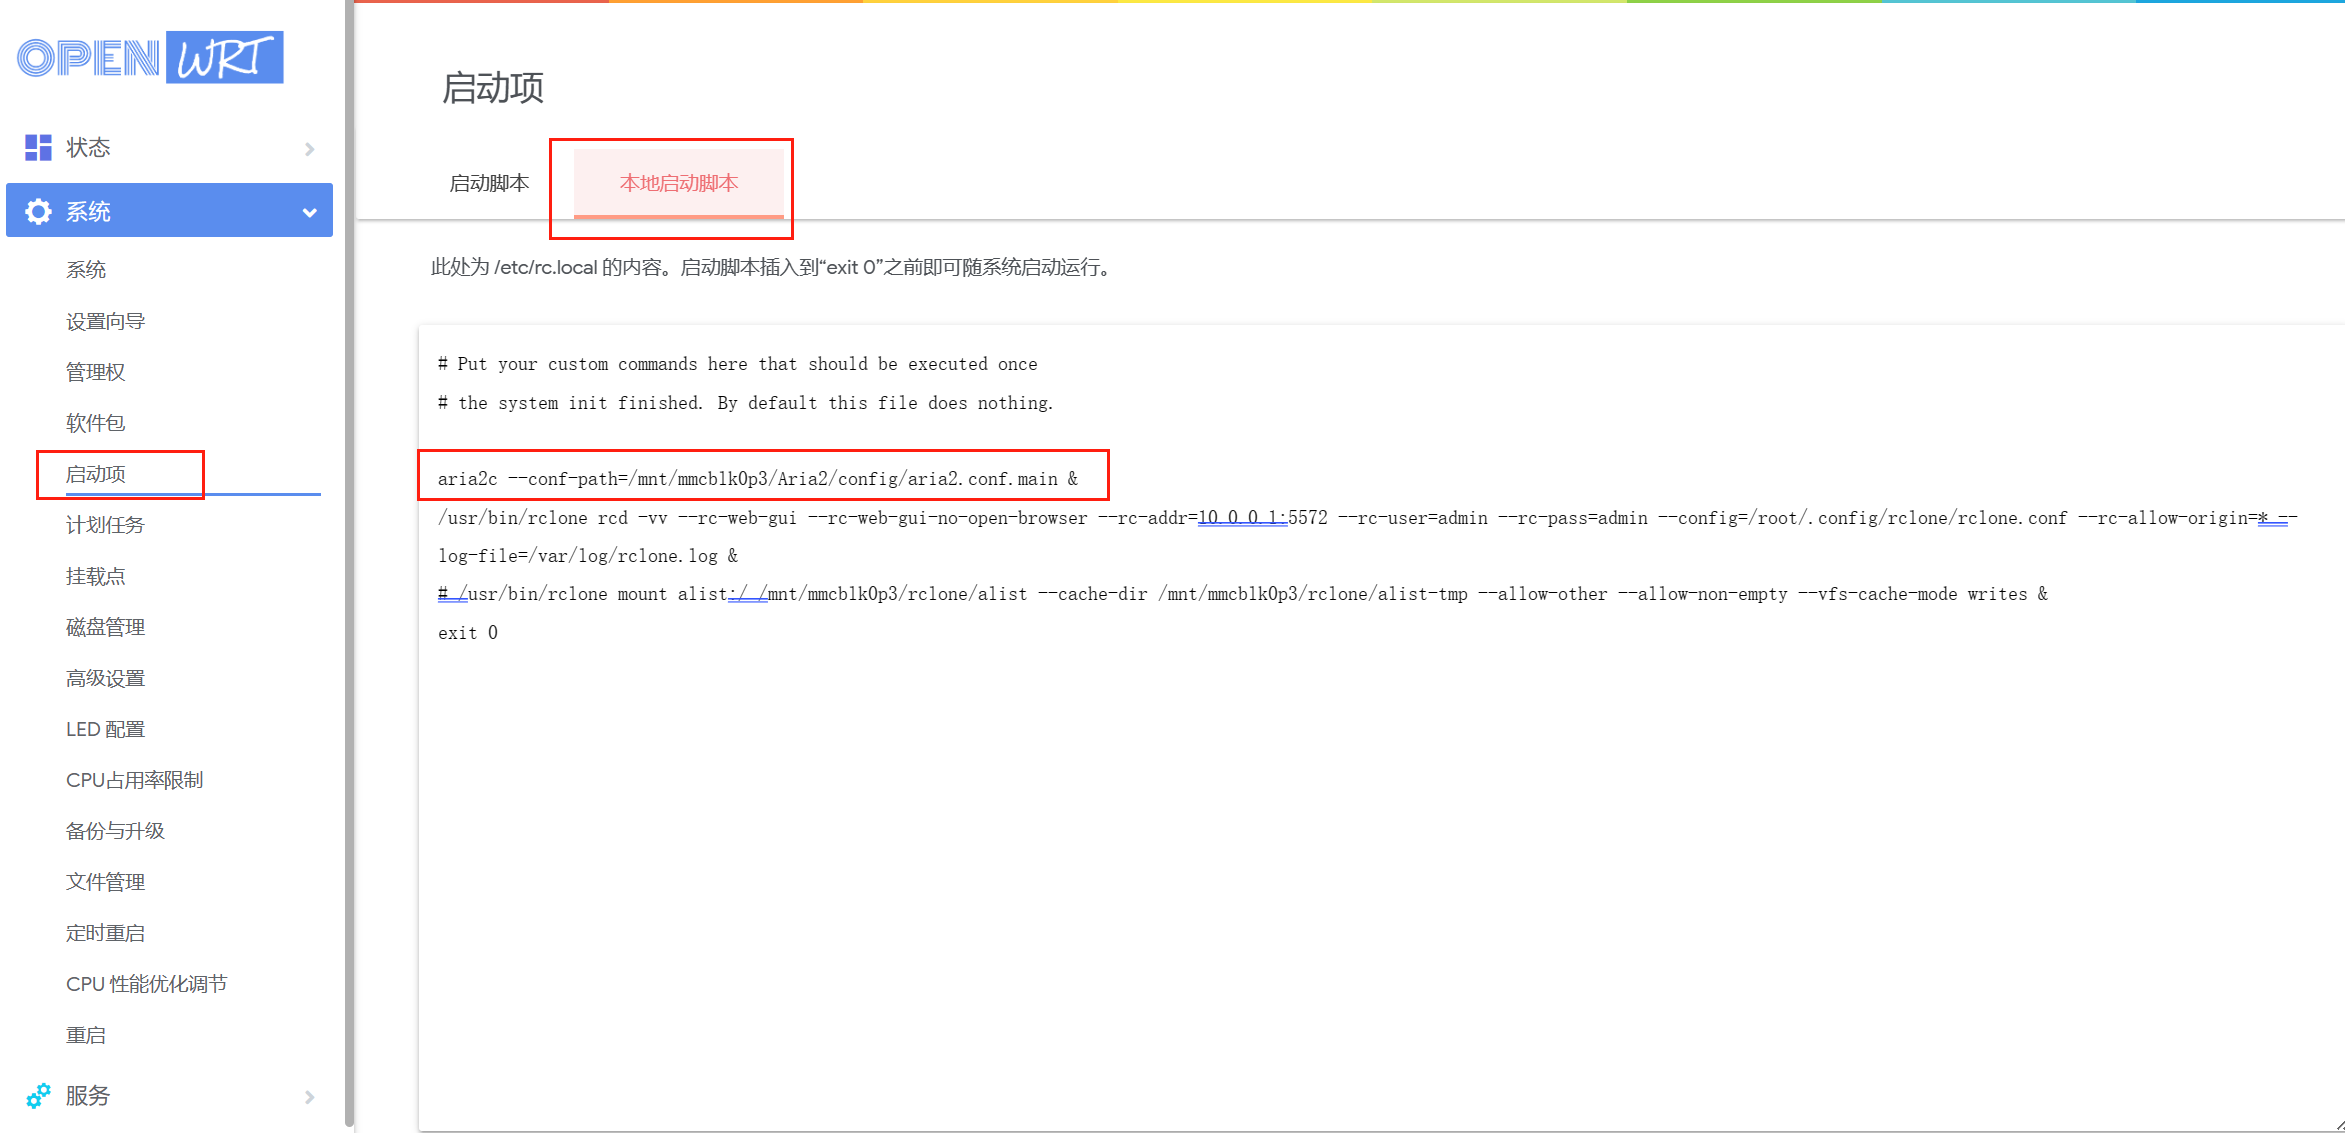 OPENWRT
状态
系统
系统
设置向导
管理权
软件包
启动项
计划任务
挂载点
磁盘管理
高级设置
LED 配置
CPU占用率限制
备份与升级
文件管理
定时重启
CPU 性能优化调节
重启
服务
启动项
启动脚本
本地启动脚本
此处为 /etc/rc.local 的内容。启动脚本插入到“exit 0”之前即可随系统启动运行。
# Put your custom commands here that should be executed once
# the system init finished. By default this file does nothing.
aria2c --conf-path=/mnt/mmcblk0p3/Aria2/config/aria2.conf.main &
/usr/bin/rclone rcd -vv --rc-web-gui --rc-web-gui-no-open-browser --rc-addr=10.0.0.1:5572 --rc-user=admin --rc-pass=admin --config=/root/.config/rclone/rclone.conf --rc-allow-origin=* --
log-file=/var/log/rclone.log &
# /usr/bin/rclone mount alist:/ /mnt/mmcblk0p3/rclone/alist --cache-dir /mnt/mmcblk0p3/rclone/alist-tmp --allow-other --allow-non-empty --vfs-cache-mode writes &
exit 0